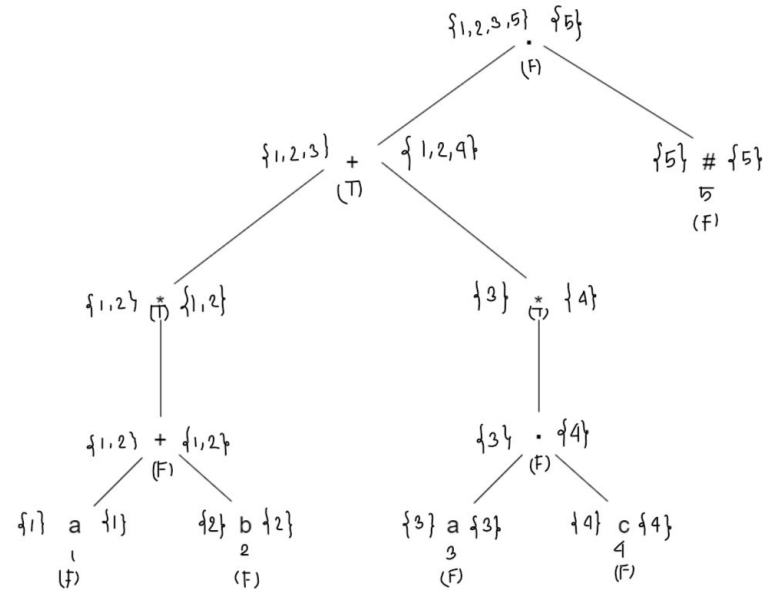 {1,2,3,5} . {5}
(F)
{1,2,3} + {1,2,4}
(T)
{5} # {5}
5
(F)
{1,2} * {1,2}
(T)
{3} * {4}
(T)
{1,2} + {1,2}
(F)
{3} . {4}
(F)
{1} a {1}
1
(F)
{2} b {2}
2
(F)
{3} a {3}
3
(F)
{4} c {4}
4
(F)